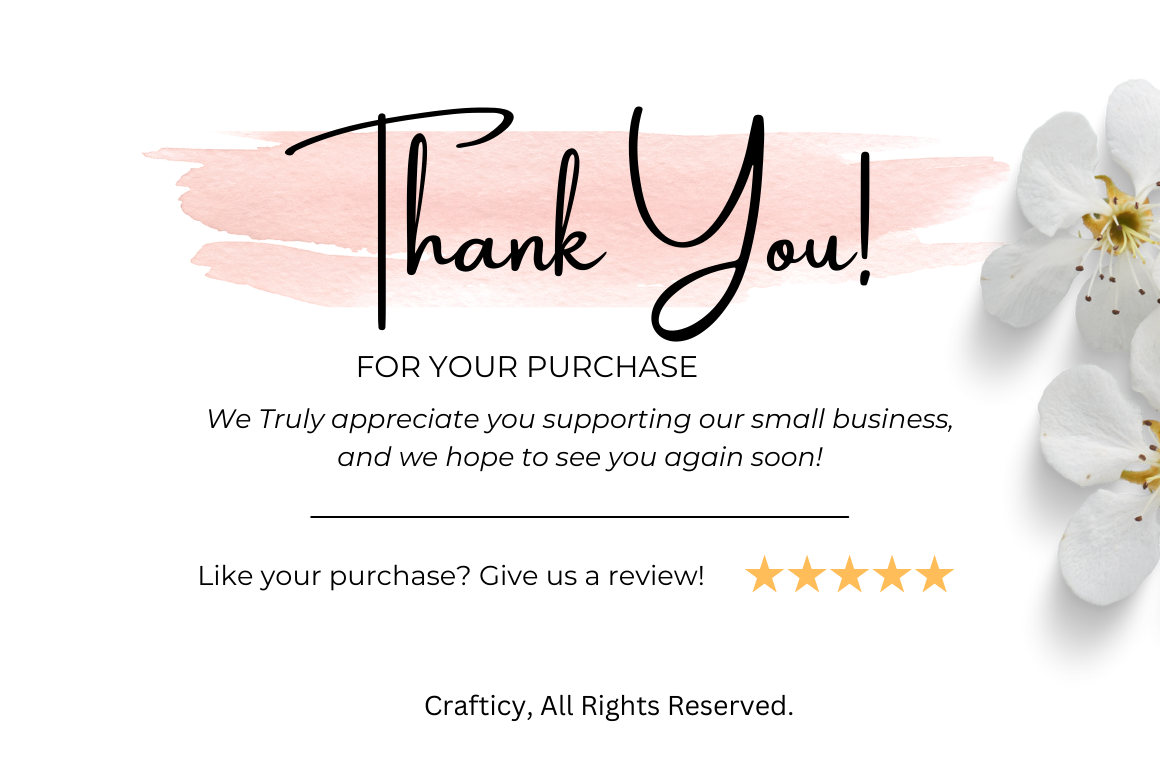 Thank You!
FOR YOUR PURCHASE
We Truly appreciate you supporting our small business,
and we hope to see you again soon!
Like your purchase? Give us a review!
Crafticy, All Rights Reserved.